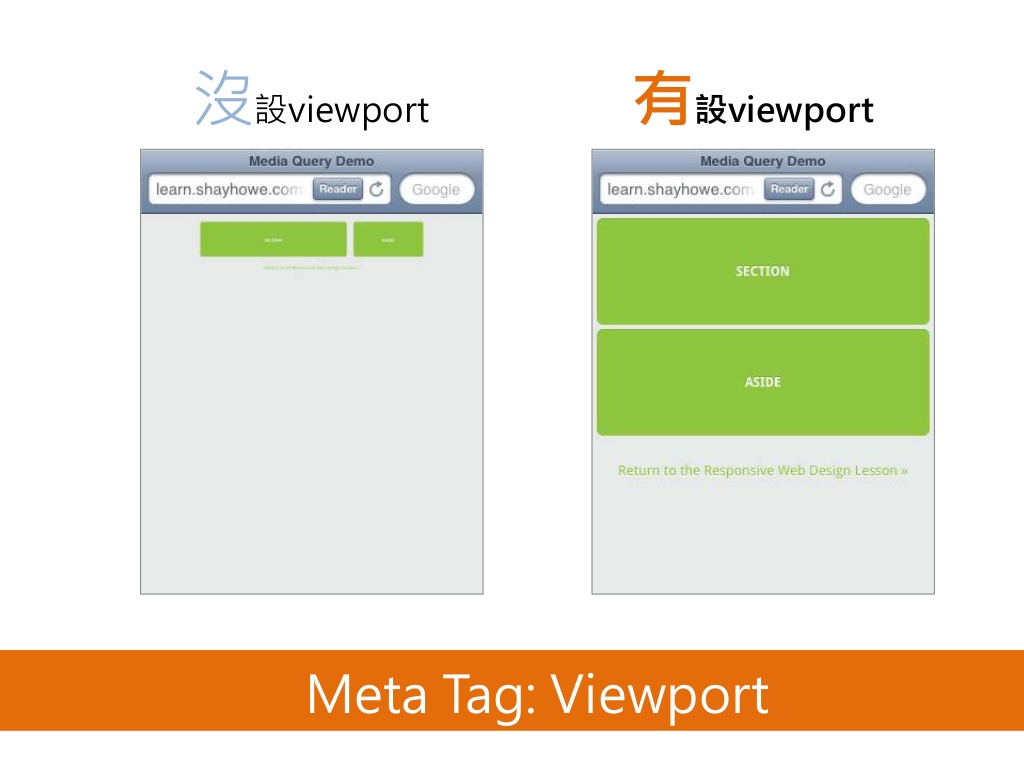 沒設viewport
有設viewport
Media Query Demo
learn.shayhowe.com Reader Google
Media Query Demo
learn.shayhowe.com Reader Google
SECTION
ASIDE
SECTION
ASIDE
Return to the Responsive Web Design Lesson »
Meta Tag: Viewport